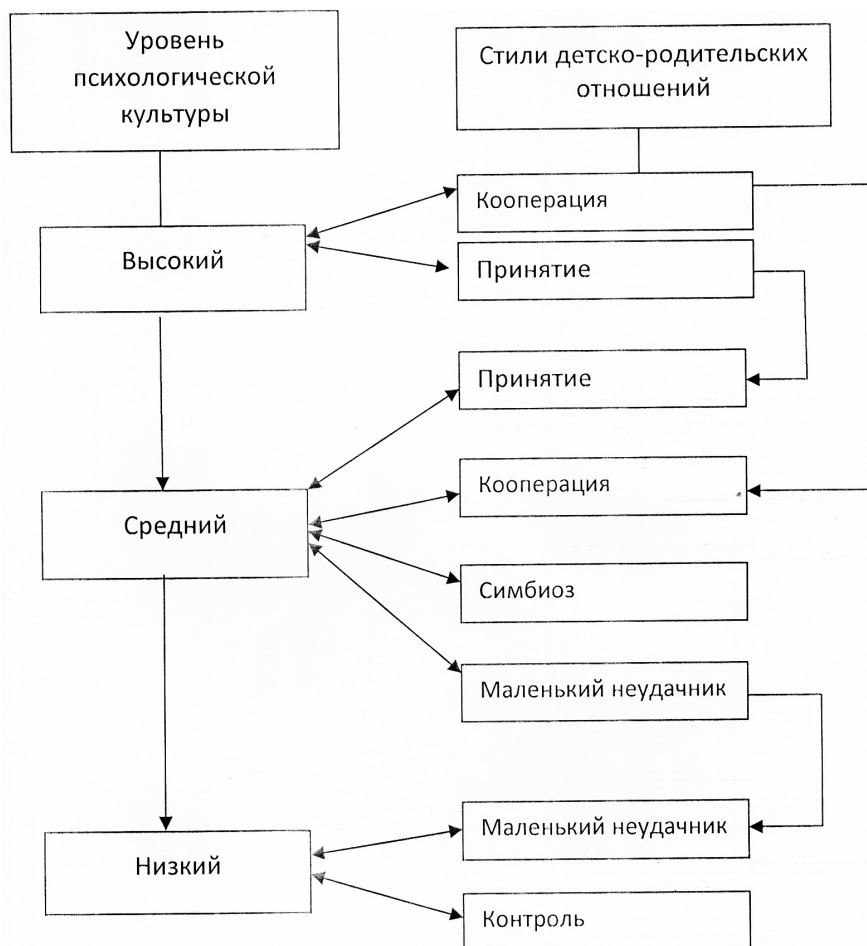 Уровень
психологической
культуры
Стили детско-родительских
отношений
Кооперация
Высокий
Принятие
Принятие
Кооперация
Средний
Симбиоз
Маленький неудачник
Маленький неудачник
Низкий
Контроль